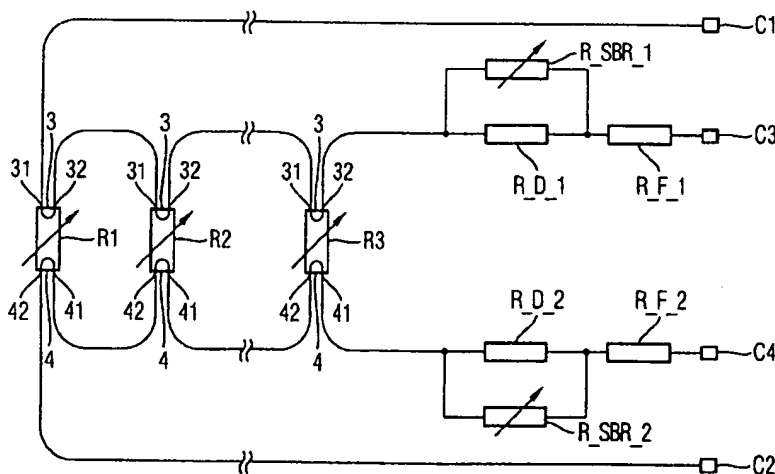 C1
R_SBR_1
3 3 3
C3
31 32 31 32 31 32
R_D_1 R_F_1
R1 R2 R3
42 41 42 41 42 41
R_D_2 R_F_2
4 4 4
C4
R_SBR_2
C2